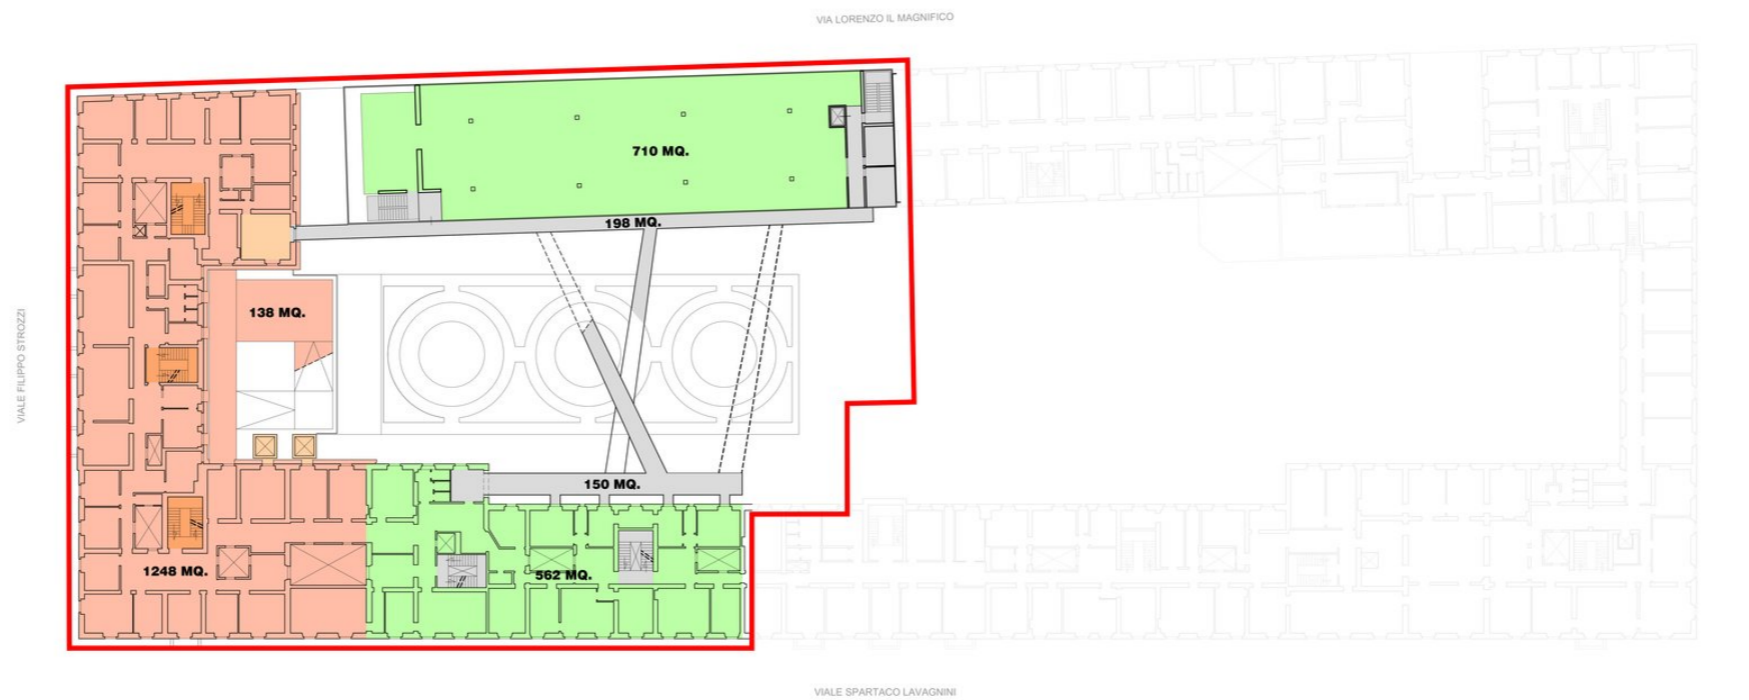 VIA LORENZO IL MAGNIFICO
710 MQ.
198 MQ.
138 MQ.
VIALE FILIPPO STROZZI
150 MQ.
1248 MQ.
562 MQ.
VIALE SPARTACO LAVAGNINI